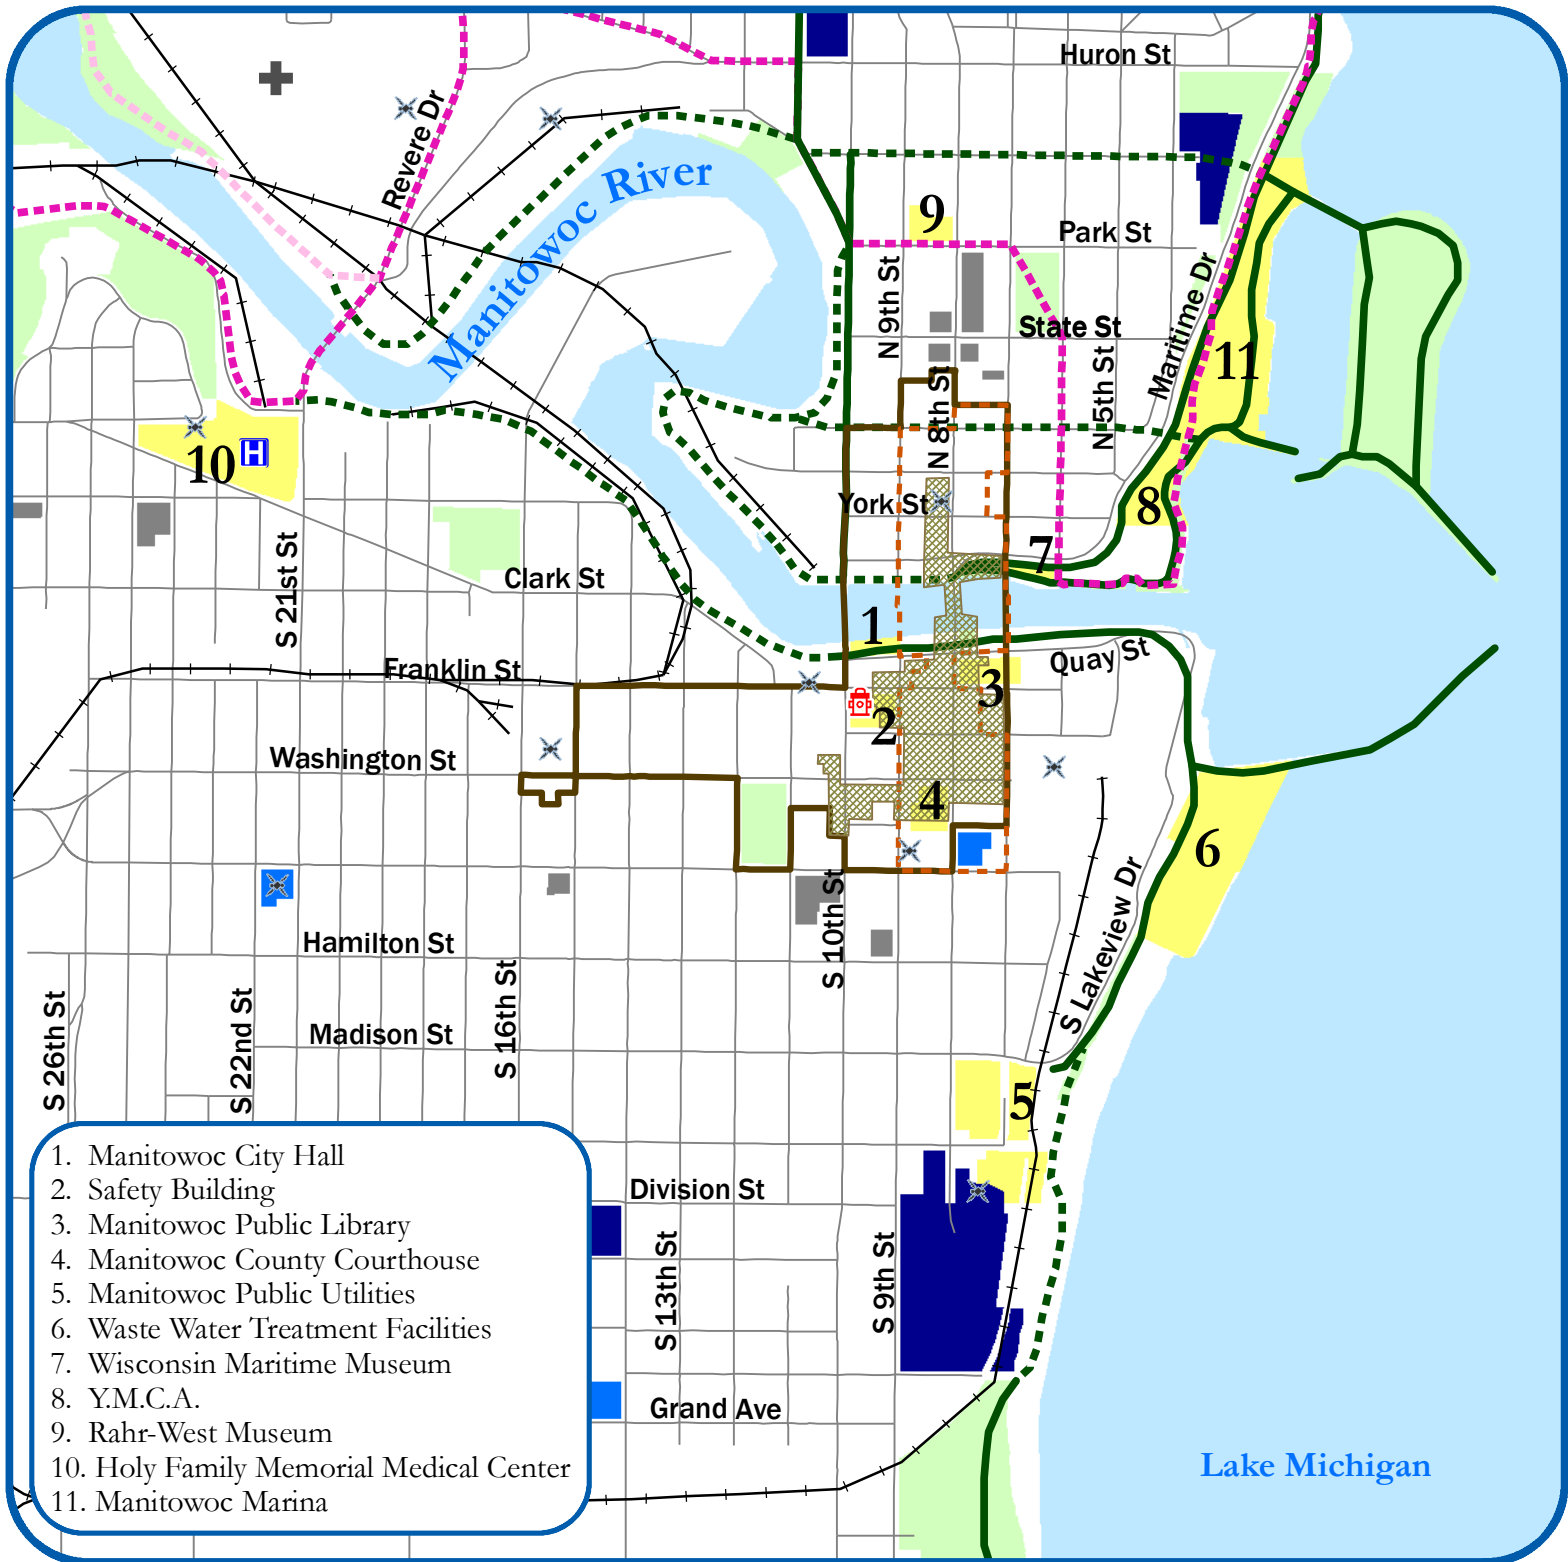 Huron St
Revere Dr
Manitowoc River
9
Park St
N 9th St
Maritime Dr
State St
11
N 5th St
N 8th St
10
H
York St
8
7
Clark St
S 21st St
1
Quay St
Franklin St
3
2
Washington St
4
6
S 10th St
S Lakeview Dr
Hamilton St
S 16th St
S 26th St
S 22nd St
Madison St
5
Division St
S 13th St
S 9th St
Grand Ave
Lake Michigan
1. Manitowoc City Hall
2. Safety Building
3. Manitowoc Public Library
4. Manitowoc County Courthouse
5. Manitowoc Public Utilities
6. Waste Water Treatment Facilities
7. Wisconsin Maritime Museum
8. Y.M.C.A.
9. Rahr-West Museum
10. Holy Family Memorial Medical Center
11. Manitowoc Marina